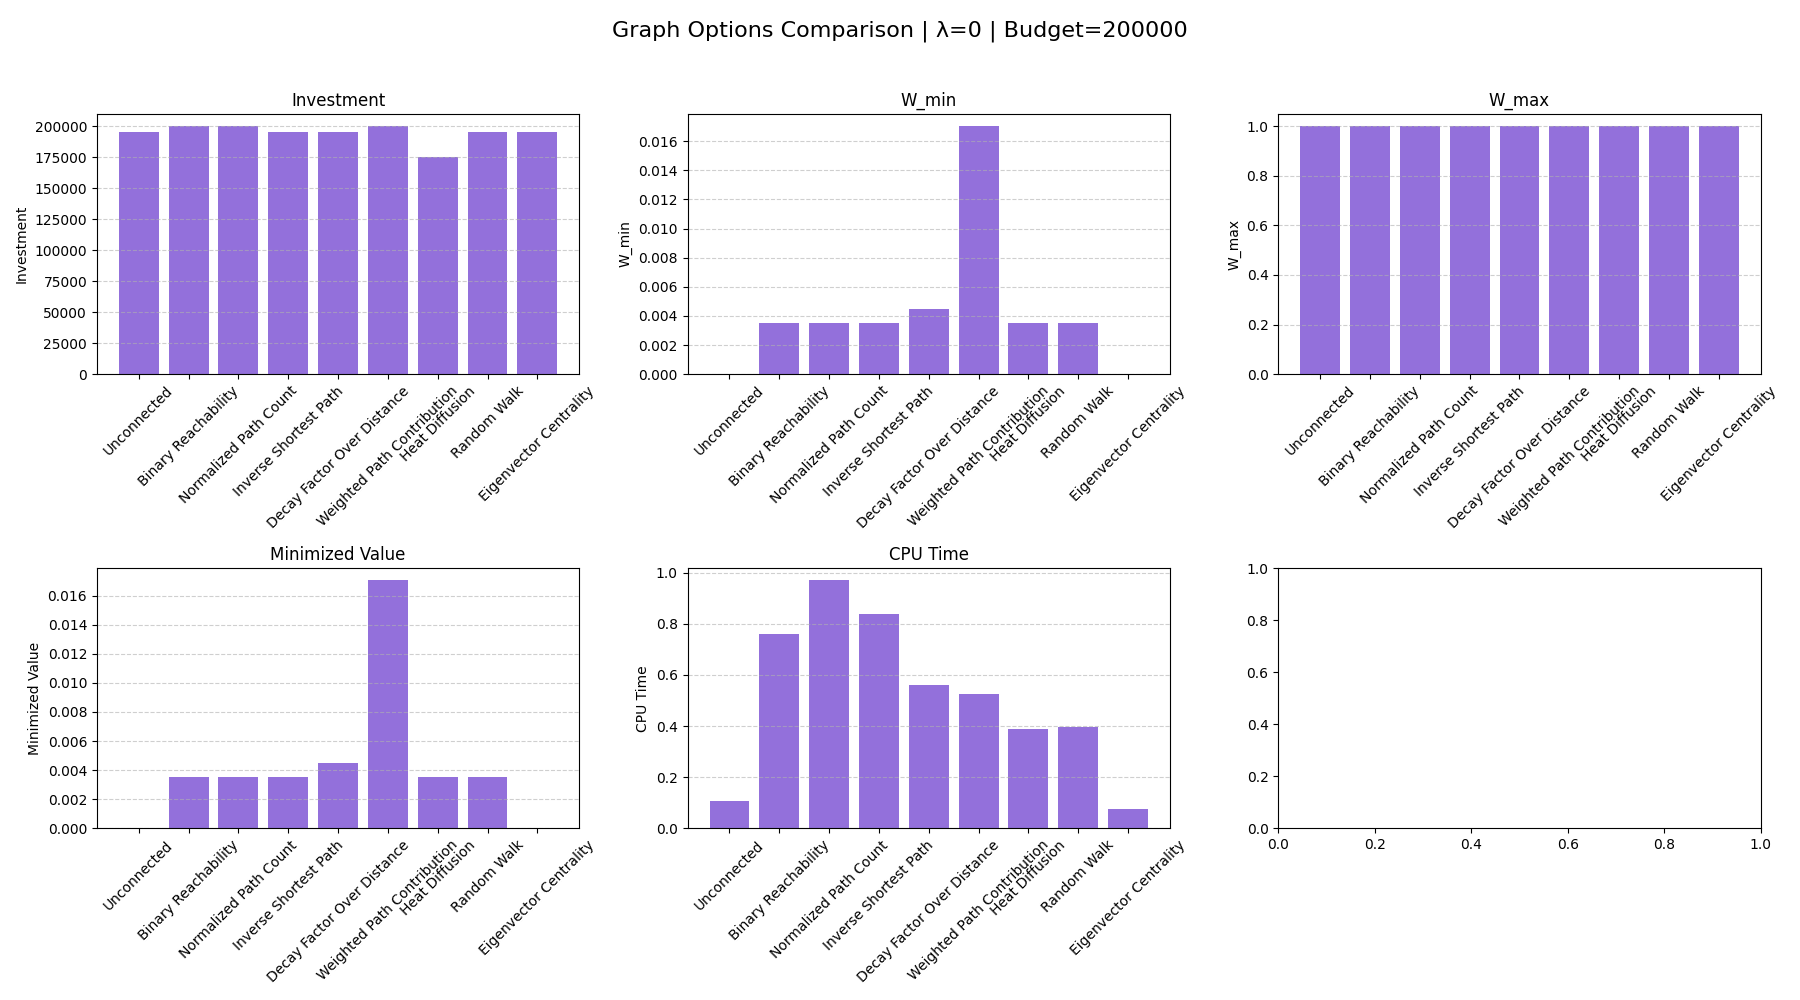 Graph Options Comparison | λ=0 | Budget=200000
Investment
Investment
200000
175000
150000
125000
100000
75000
50000
25000
0
Unconnected
Binary Reachability
Normalized Path Count
Inverse Shortest Path
Decay Factor Over Distance
Weighted Path Contribution
Heat Diffusion
Random Walk
Eigenvector Centrality
W_min
W_min
0.016
0.014
0.012
0.010
0.008
0.006
0.004
0.002
0.000
Unconnected
Binary Reachability
Normalized Path Count
Inverse Shortest Path
Decay Factor Over Distance
Weighted Path Contribution
Heat Diffusion
Random Walk
Eigenvector Centrality
W_max
W_max
1.0
0.8
0.6
0.4
0.2
0.0
Unconnected
Binary Reachability
Normalized Path Count
Inverse Shortest Path
Decay Factor Over Distance
Weighted Path Contribution
Heat Diffusion
Random Walk
Eigenvector Centrality
Minimized Value
Minimized Value
0.016
0.014
0.012
0.010
0.008
0.006
0.004
0.002
0.000
Unconnected
Binary Reachability
Normalized Path Count
Inverse Shortest Path
Decay Factor Over Distance
Weighted Path Contribution
Heat Diffusion
Random Walk
Eigenvector Centrality
CPU Time
CPU Time
1.0
0.8
0.6
0.4
0.2
0.0
Unconnected
Binary Reachability
Normalized Path Count
Inverse Shortest Path
Decay Factor Over Distance
Weighted Path Contribution
Heat Diffusion
Random Walk
Eigenvector Centrality
1.0
0.8
0.6
0.4
0.2
0.0
0.0 0.2 0.4 0.6 0.8 1.0